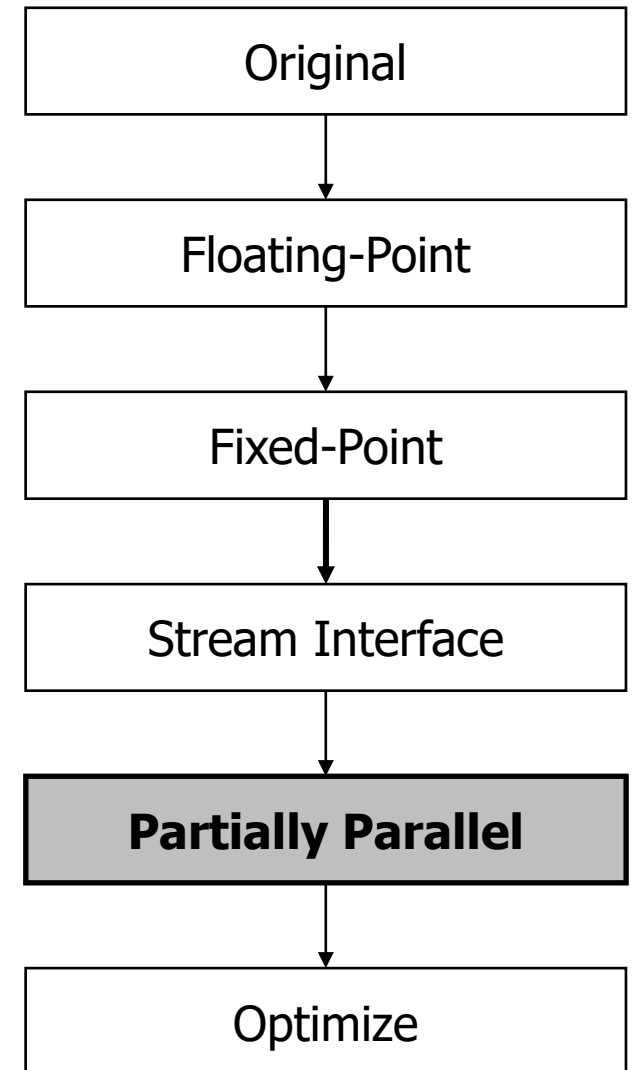 Original
Floating-Point
Fixed-Point
Stream Interface
Partially Parallel
Optimize